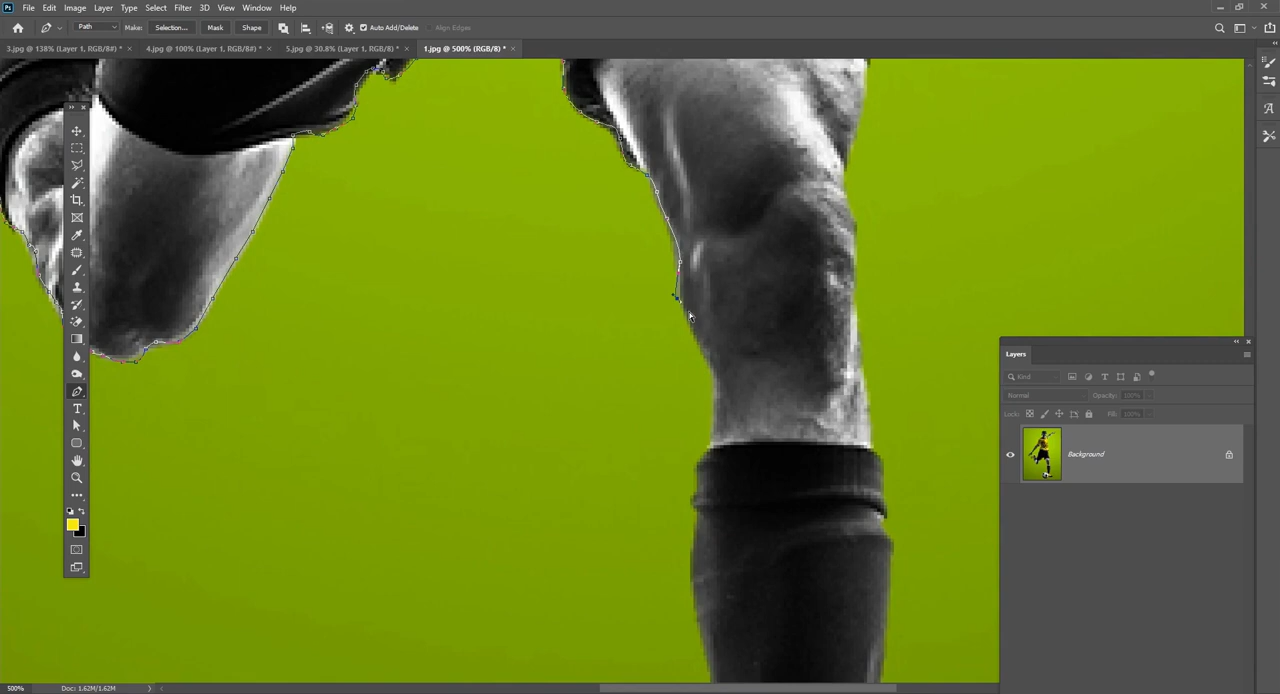 Ps File Edit Image Layer Type Select Filter 3D View Window Help
Path Make: Selection... Mask Shape Auto Add/Delete Align Edges
3.jpg @ 138% (Layer 1, RGB/8#) * × 4.jpg @ 100% (Layer 1, RGB/8#) * × 5.jpg @ 30.8% (Layer 1, RGB/8) * × 1.jpg @ 500% (RGB/8) * ×
Layers
Kind
Normal Opacity: 100%
Lock: Fill: 100%
Background
500% Doc: 1.62M/1.62M